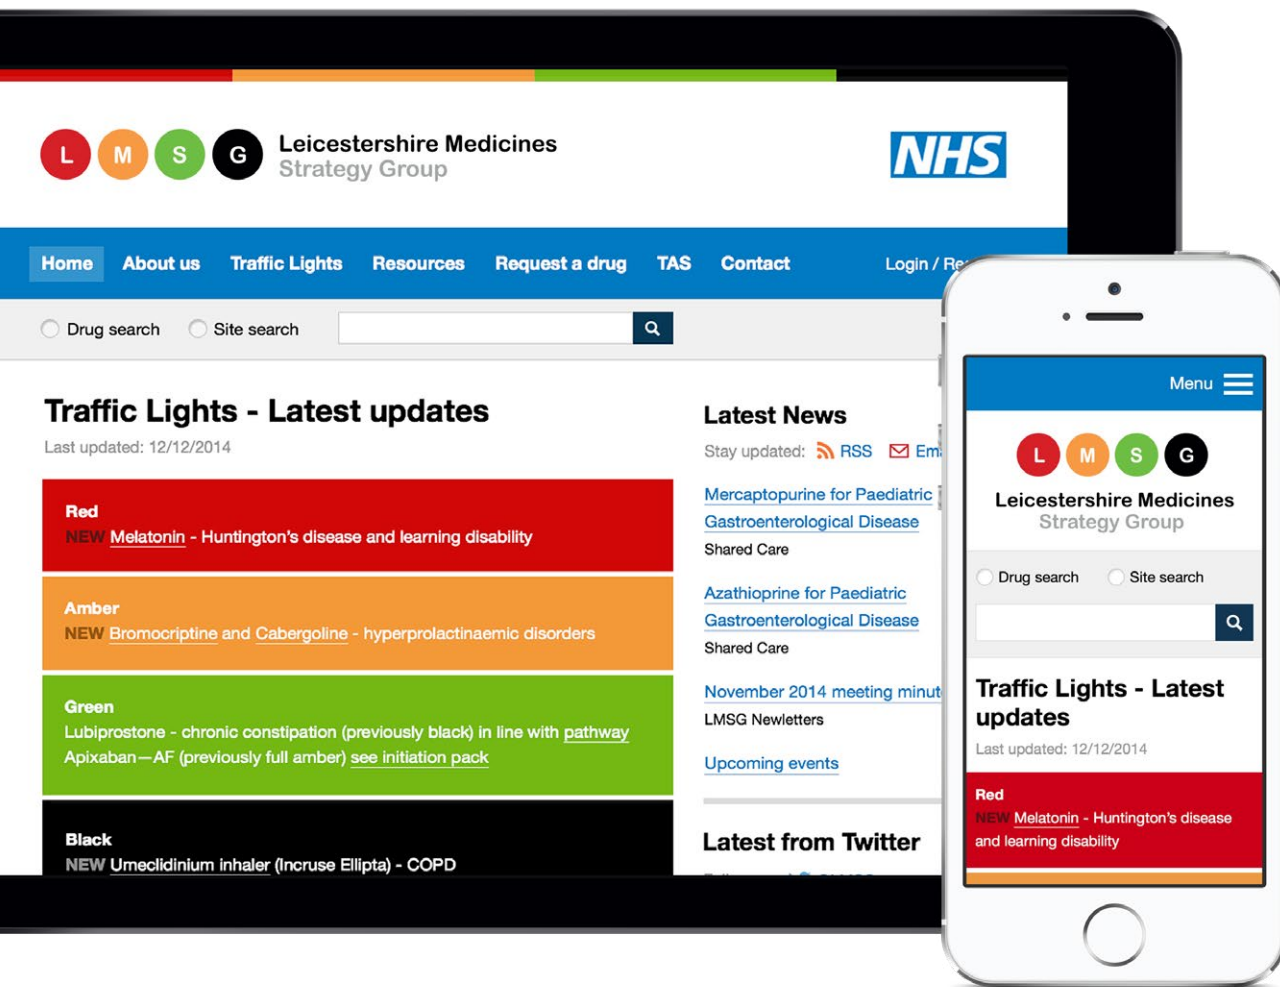 L M S G
Leicestershire Medicines
Strategy Group
NHS
Home About us Traffic Lights Resources Request a drug TAS Contact Login /
Drug search Site search
Traffic Lights - Latest updates
Last updated: 12/12/2014
Red
NEW Melatonin - Huntington's disease and learning disability
Amber
NEW Bromocriptine and Cabergoline - hyperprolactinaemic disorders
Green
Lubiprostone - chronic constipation (previously black) in line with pathway
Apixaban—AF (previously full amber) see initiation pack
Black
NEW Umeclidinium inhaler (Incruse Ellipta) - COPD
Latest News
Stay updated: RSS
Mercaptopurine for Paediatric
Gastroenterological Disease
Shared Care
Azathioprine for Paediatric
Gastroenterological Disease
Shared Care
November 2014 meeting minut
LMSG Newletters
Upcoming events
Latest from Twitter
Menu
L M S G
Leicestershire Medicines
Strategy Group
Drug search Site search
Traffic Lights - Latest
updates
Last updated: 12/12/2014
Red
NEW Melatonin - Huntington's disease
and learning disability